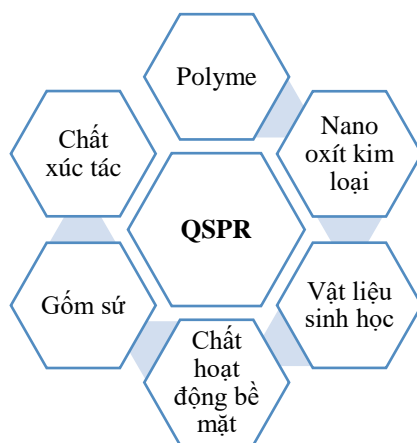 Polyme
Nano
oxít kim
loại
Vật liệu
sinh học
Chất
hoạt
động bề
mặt
Gốm sứ
Chất
xúc tác
QSPR